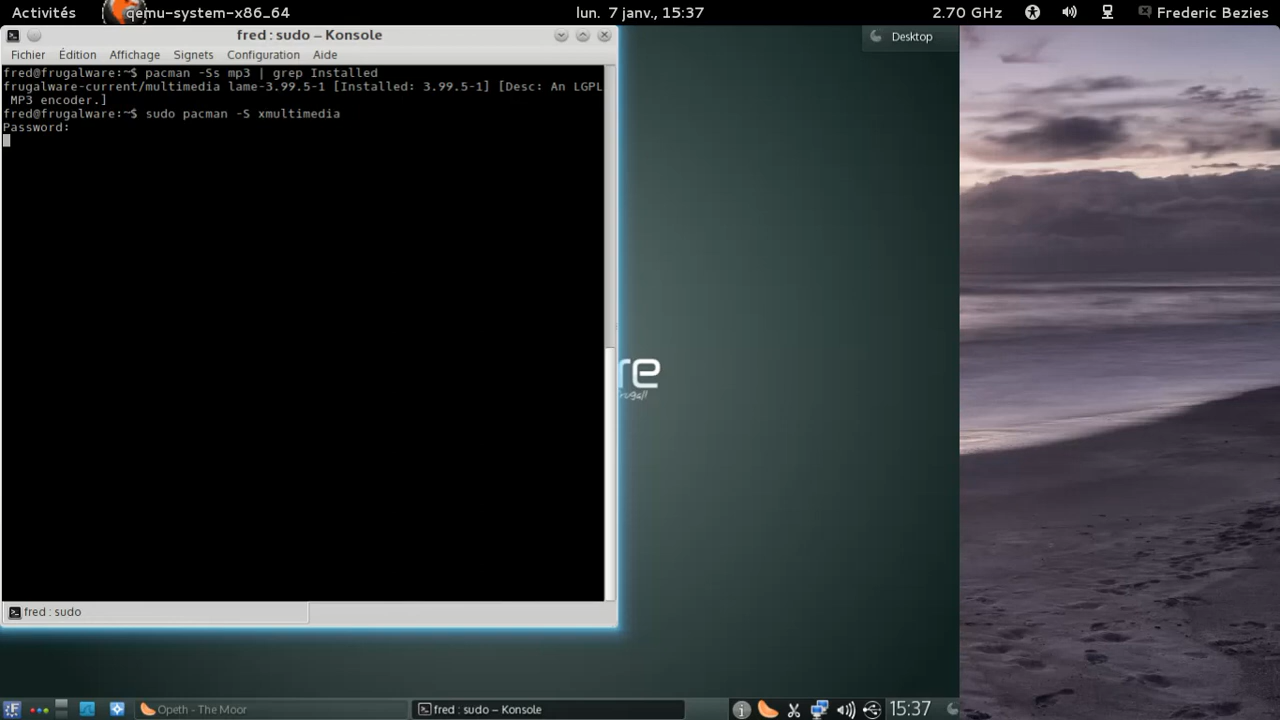 Activités
qemu-system-x86_64
lun. 7 janv., 15:37
2.70 GHz
Frederic Bezies
fred : sudo – Konsole
Fichier Édition Affichage Signets Configuration Aide
fred@frugalware:~$ pacman -Ss mp3 | grep Installed
frugalware-current/multimedia lame-3.99.5-1 [Installed: 3.99.5-1] [Desc: An LGPL
MP3 encoder.]
fred@frugalware:~$ sudo pacman -S xmultimedia
Password:
Desktop
re
fred : sudo
Opeth - The Moor
fred : sudo – Konsole
15:37